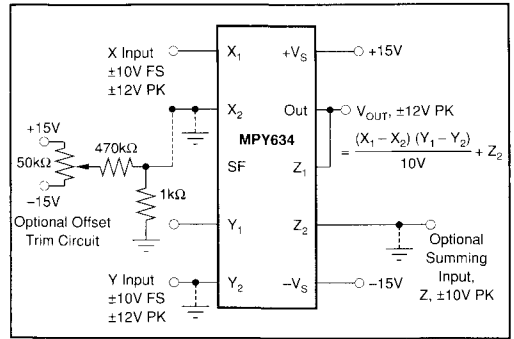 X Input
±10V FS
±12V PK
X1
+VS
+15V
X2
Out
VOUT, ±12V PK
MPY634
= (X1 – X2) (Y1 – Y2) / 10V + Z2
+15V
50kΩ
–15V
470kΩ
SF
Z1
1kΩ
Optional Offset
Trim Circuit
Y1
Z2
Optional
Summing
Input,
Z, ±10V PK
Y Input
±10V FS
±12V PK
Y2
–VS
–15V